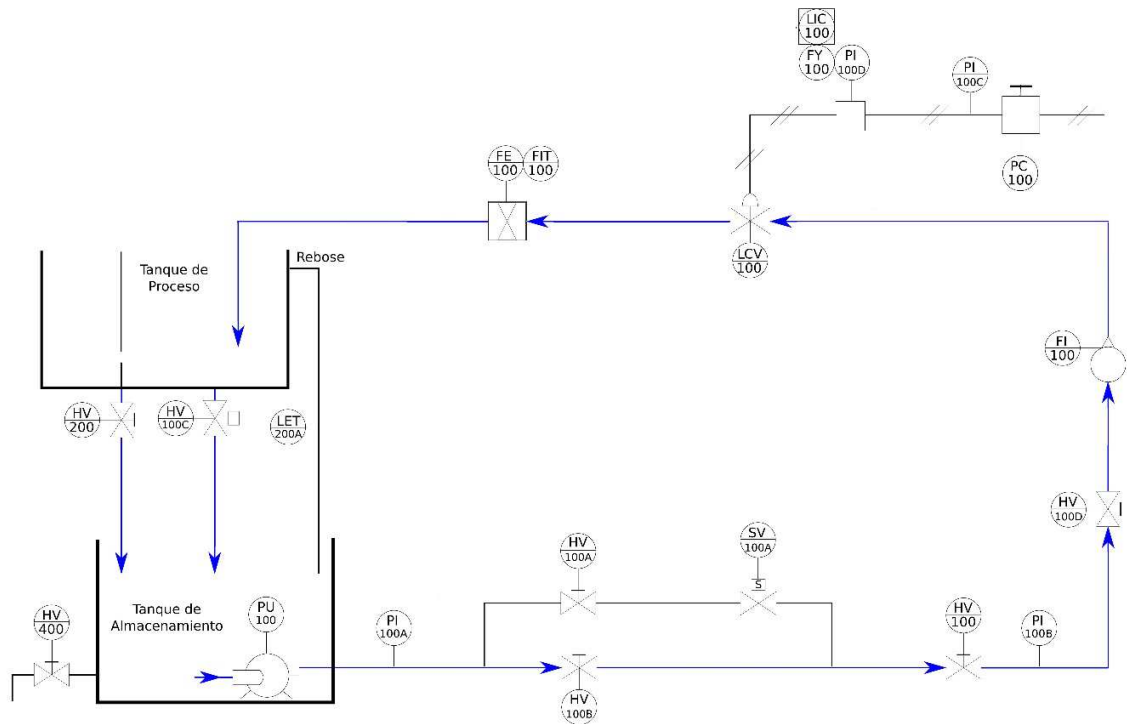 LIC
100
FY
100
PI
100D
PI
100C
PC
100
FE
100
FIT
100
LCV
100
Rebose
Tanque de
Proceso
FI
100
HV
200
HV
100C
LET
200A
HV
100D
HV
100A
SV
100A
S
Tanque de
Almacenamiento
PU
100
HV
400
PI
100A
HV
100B
HV
100
PI
100B